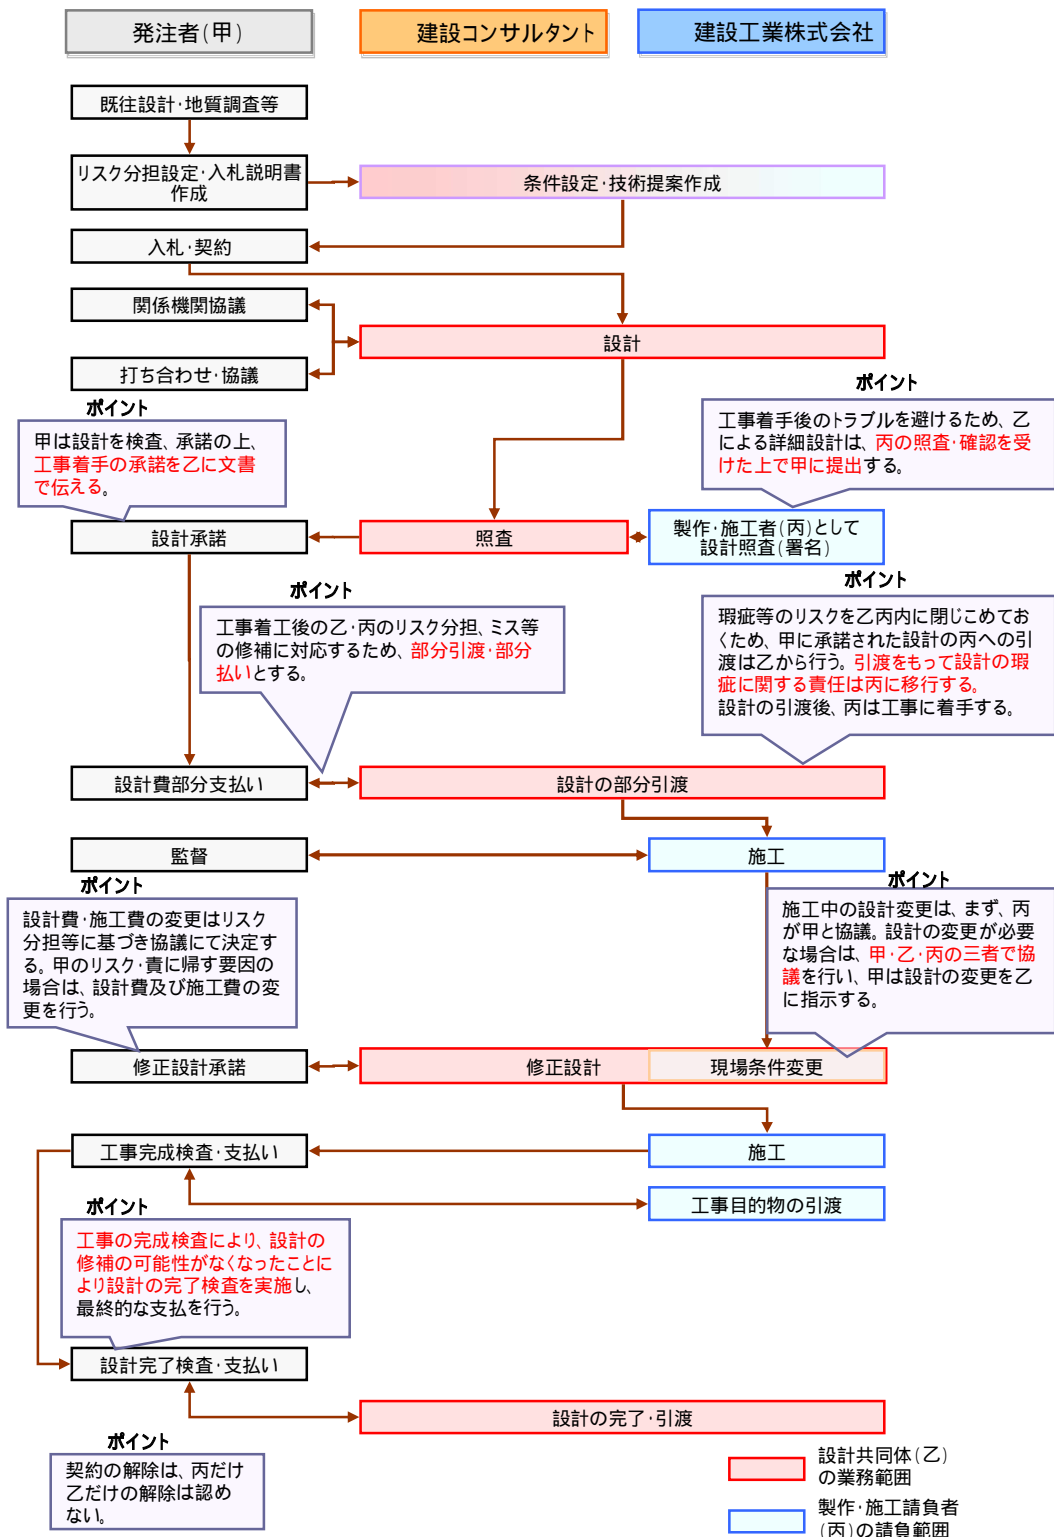 発注者(甲)
建設コンサルタント
建設工業株式会社
既往設計・地質調査等
リスク分担設定・入札説明書
作成
条件設定・技術提案作成
入札・契約
関係機関協議
設計
打ち合わせ・協議
ポイント
甲は設計を検査、承諾の上、
工事着手の承諾を乙に文書
で伝える。
ポイント
工事着手後のトラブルを避けるため、乙
による詳細設計は、丙の照査・確認を受
けた上で甲に提出する。
設計承諾
照査
製作・施工者(丙)として
設計照査(署名)
ポイント
工事着工後の乙・丙のリスク分担、ミス等
の修補に対応するため、部分引渡・部分
払いとする。
ポイント
瑕疵等のリスクを乙丙内に閉じこめてお
くため、甲に承諾された設計の丙への引
渡は乙から行う。引渡をもって設計の瑕
疵に関する責任は丙に移行する。
設計の引渡後、丙は工事に着手する。
設計費部分支払い
設計の部分引渡
監督
施工
ポイント
設計費・施工費の変更はリスク
分担等に基づき協議にて決定す
る。甲のリスク・責に帰す要因の
場合は、設計費及び施工費の変
更を行う。
ポイント
施工中の設計変更は、まず、丙
が甲と協議。設計の変更が必要
な場合は、甲・乙・丙の三者で協
議を行い、甲は設計の変更を乙
に指示する。
修正設計承諾
修正設計
現場条件変更
工事完成検査・支払い
施工
工事目的物の引渡
ポイント
工事の完成検査により、設計の
修補の可能性がなくなったことに
より設計の完了検査を実施し、
最終的な支払を行う。
設計完了検査・支払い
設計の完了・引渡
ポイント
契約の解除は、丙だけ
乙だけの解除は認め
ない。
設計共同体(乙)
の業務範囲
製作・施工請負者
(丙)の請負範囲